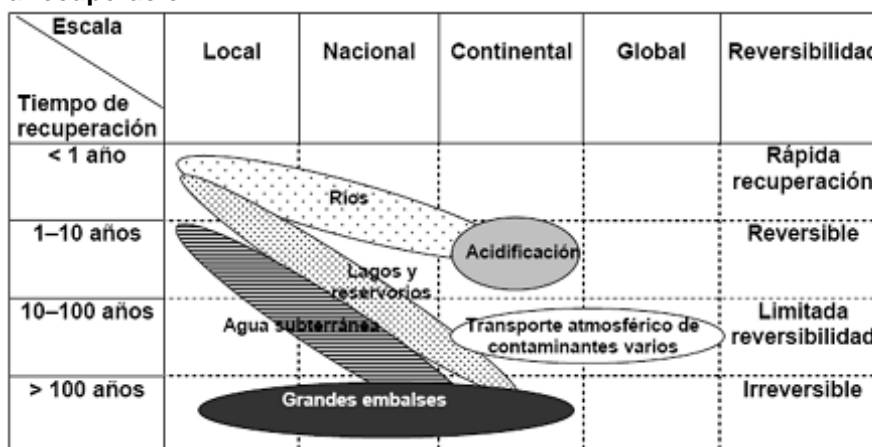 Escala
Local Nacional Continental Global Reversibilidad
Tiempo de
recuperación
< 1 año Rápida
recuperación
Ríos
1–10 años Reversible
Acidificación
Lagos y
reservorios
10–100 años Limitada
reversibilidad
Agua subterránea
Transporte atmosférico de
contaminantes varios
> 100 años Irreversible
Grandes embalses